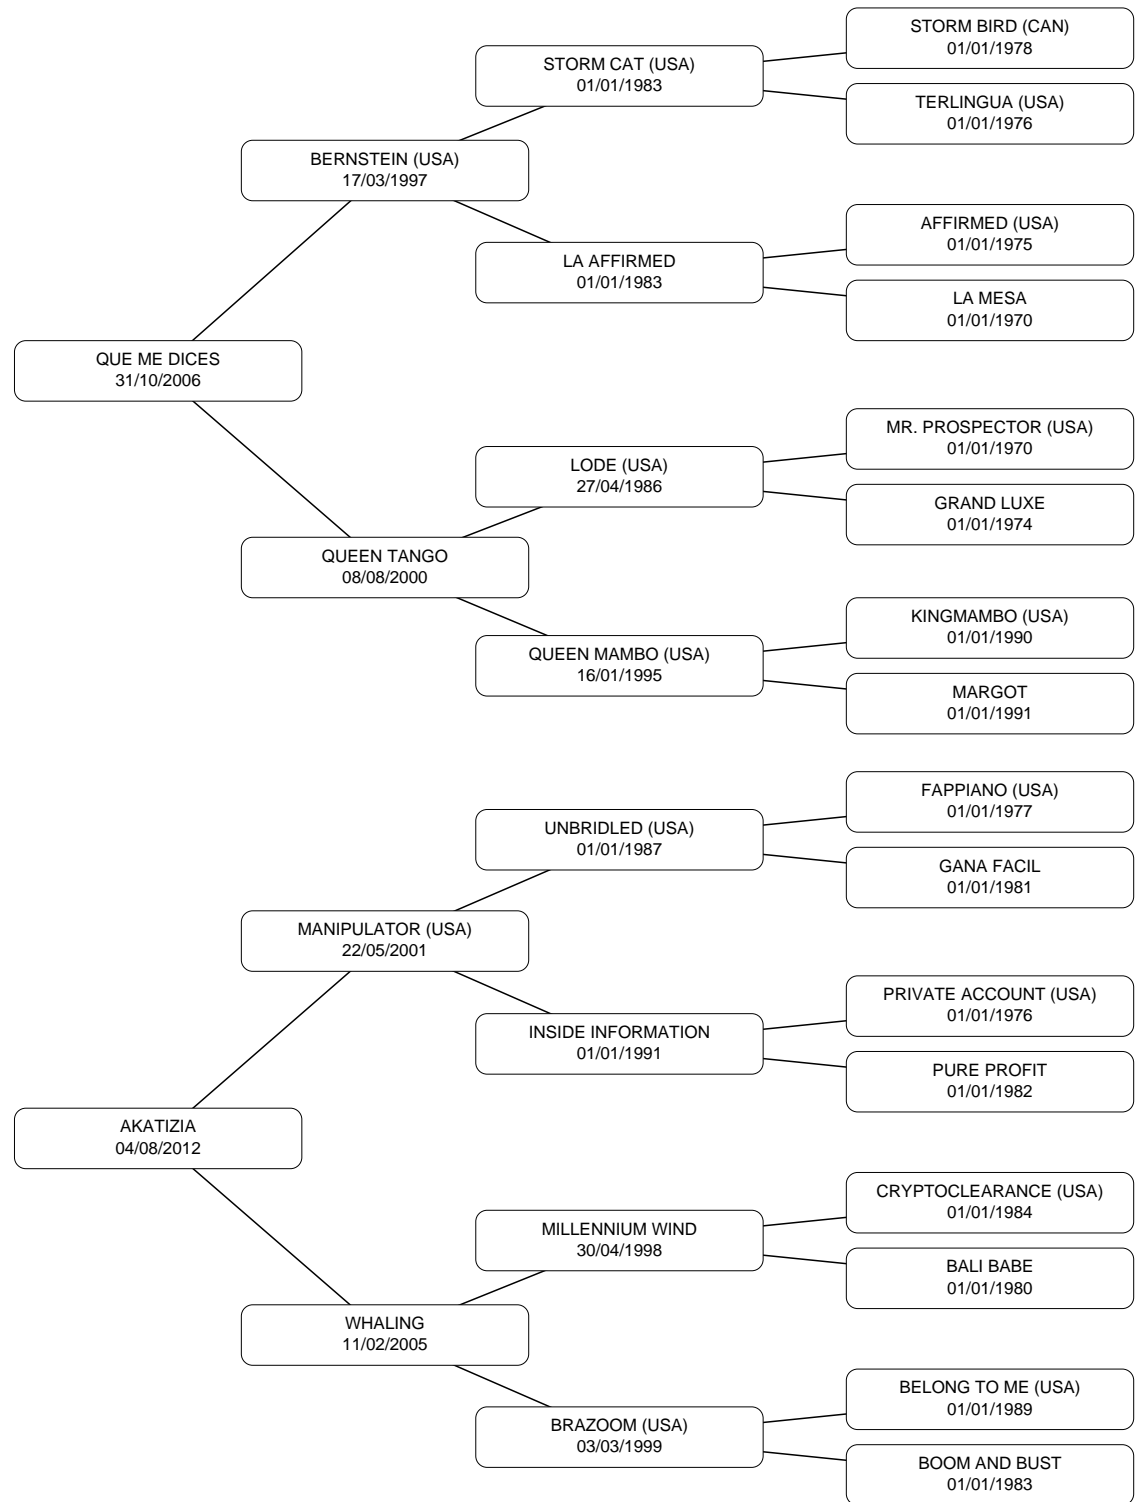 STORM BIRD (CAN)
01/01/1978
STORM CAT (USA)
01/01/1983
TERLINGUA (USA)
01/01/1976
BERNSTEIN (USA)
17/03/1997
AFFIRMED (USA)
01/01/1975
LA AFFIRMED
01/01/1983
LA MESA
01/01/1970
QUE ME DICES
31/10/2006
MR. PROSPECTOR (USA)
01/01/1970
LODE (USA)
27/04/1986
GRAND LUXE
01/01/1974
QUEEN TANGO
08/08/2000
KINGMAMBO (USA)
01/01/1990
QUEEN MAMBO (USA)
16/01/1995
MARGOT
01/01/1991
FAPPIANO (USA)
01/01/1977
UNBRIDLED (USA)
01/01/1987
GANA FACIL
01/01/1981
MANIPULATOR (USA)
22/05/2001
PRIVATE ACCOUNT (USA)
01/01/1976
INSIDE INFORMATION
01/01/1991
PURE PROFIT
01/01/1982
AKATIZIA
04/08/2012
CRYPTOCLEARANCE (USA)
01/01/1984
MILLENNIUM WIND
30/04/1998
BALI BABE
01/01/1980
WHALING
11/02/2005
BELONG TO ME (USA)
01/01/1989
BRAZOOM (USA)
03/03/1999
BOOM AND BUST
01/01/1983